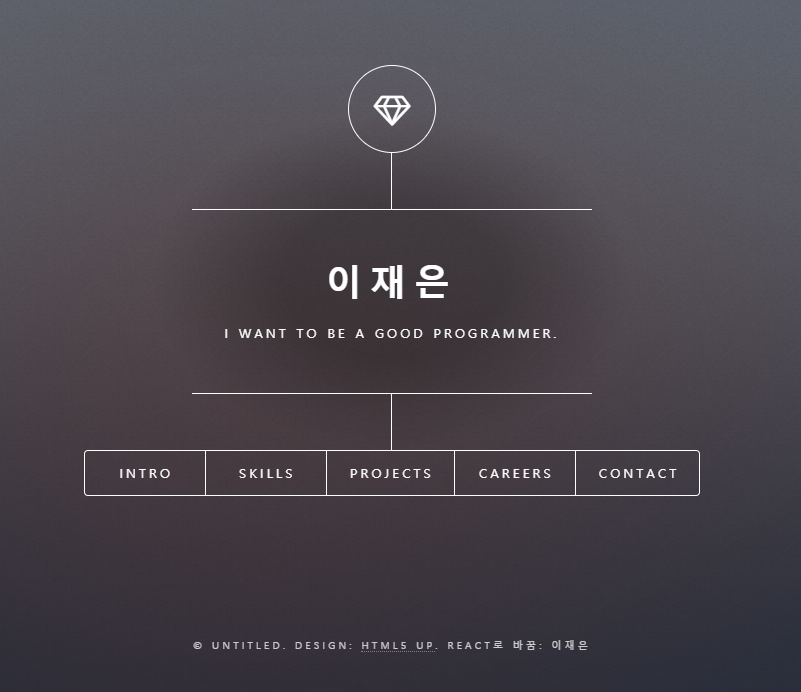 이재은
I WANT TO BE A GOOD PROGRAMMER.
INTRO SKILLS PROJECTS CAREERS CONTACT
© UNTITLED. DESIGN: HTML5 UP. REACT로 바꿈: 이재은